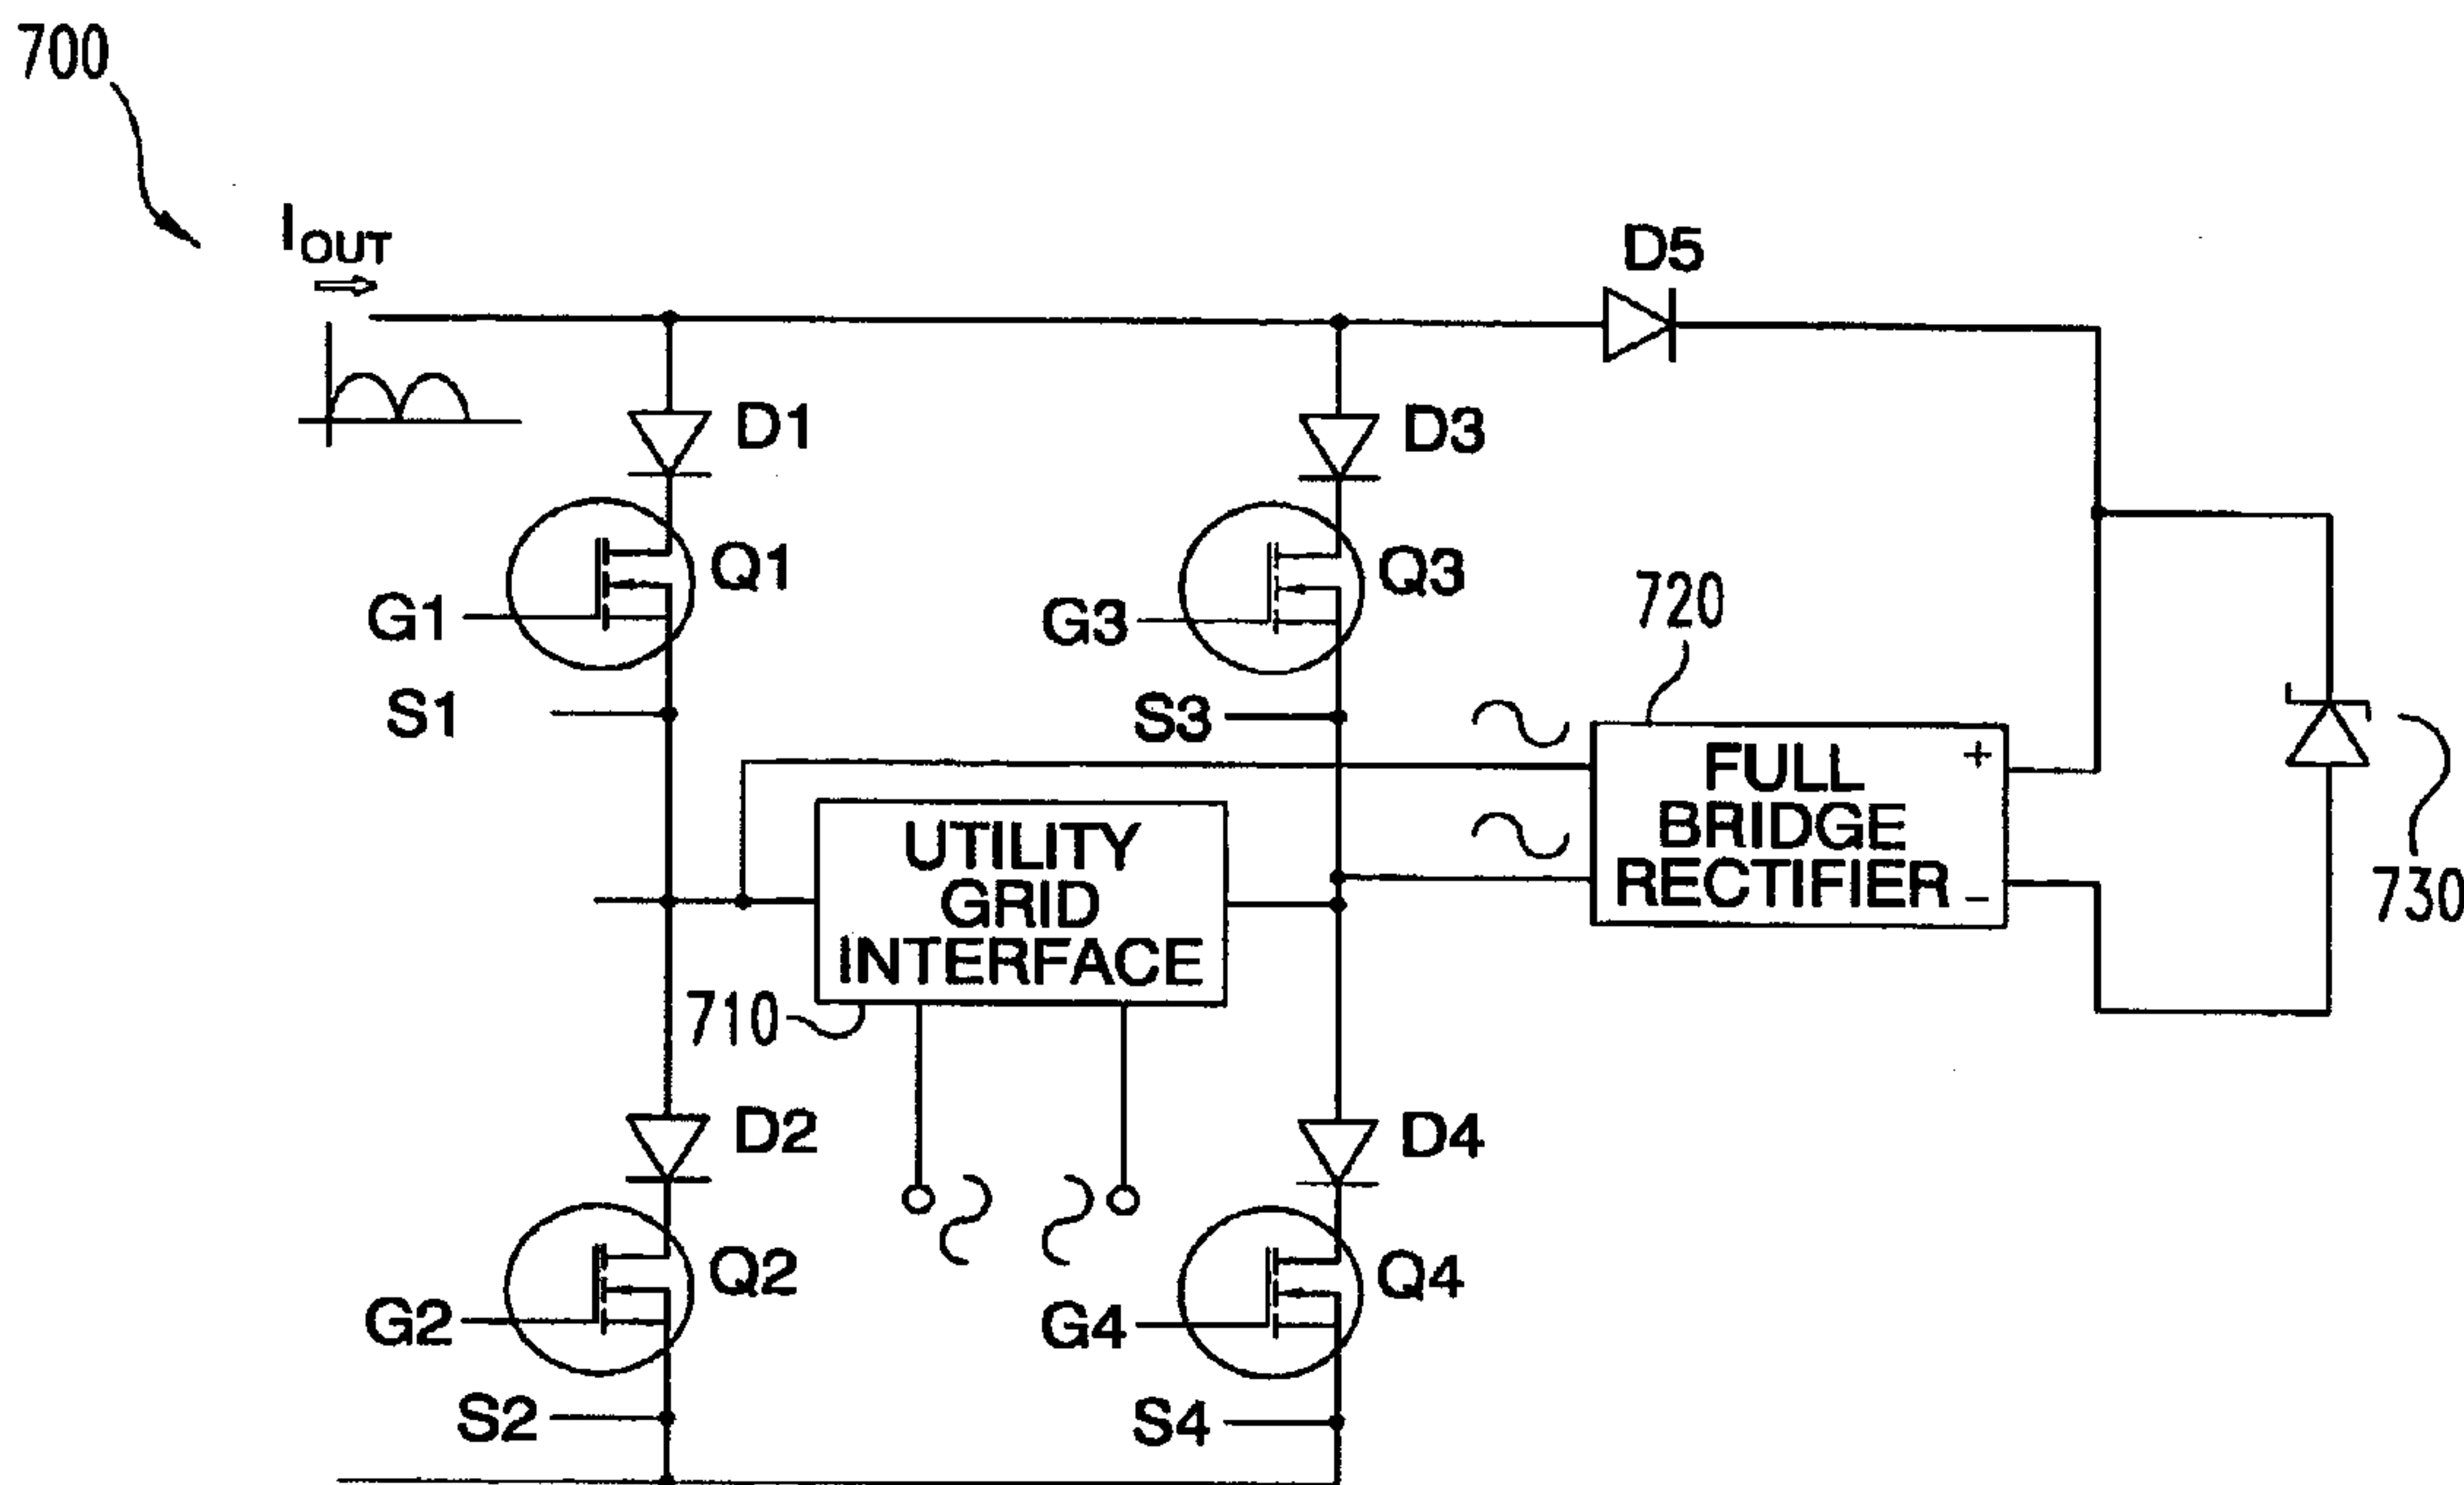 700
IOUT
D5
D1
D3
Q1
Q3
G1
G3
720
S1
S3
FULL +
BRIDGE
RECTIFIER −
UTILITY
GRID
INTERFACE
730
710
D2
D4
Q2
Q4
G2
G4
S2
S4